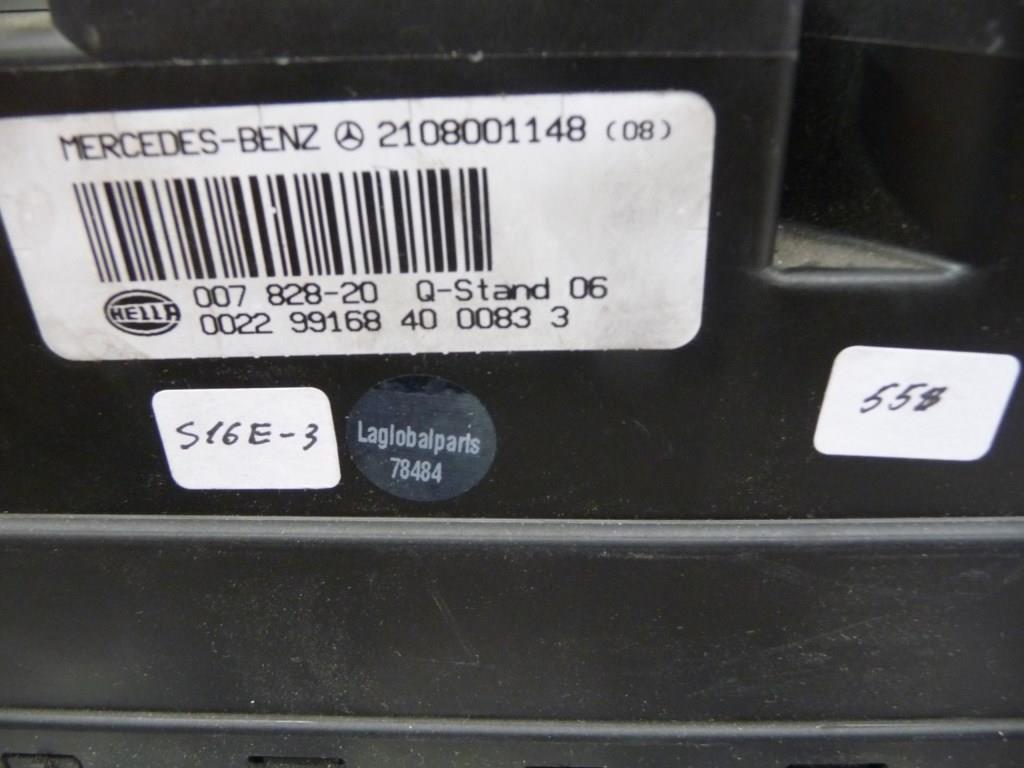 MERCEDES-BENZ 2108001148 (08)
HELLA
007 828-20 Q-Stand 06
0022 99168 40 0083 3
S16E-3
Laglobalparts
78484
558